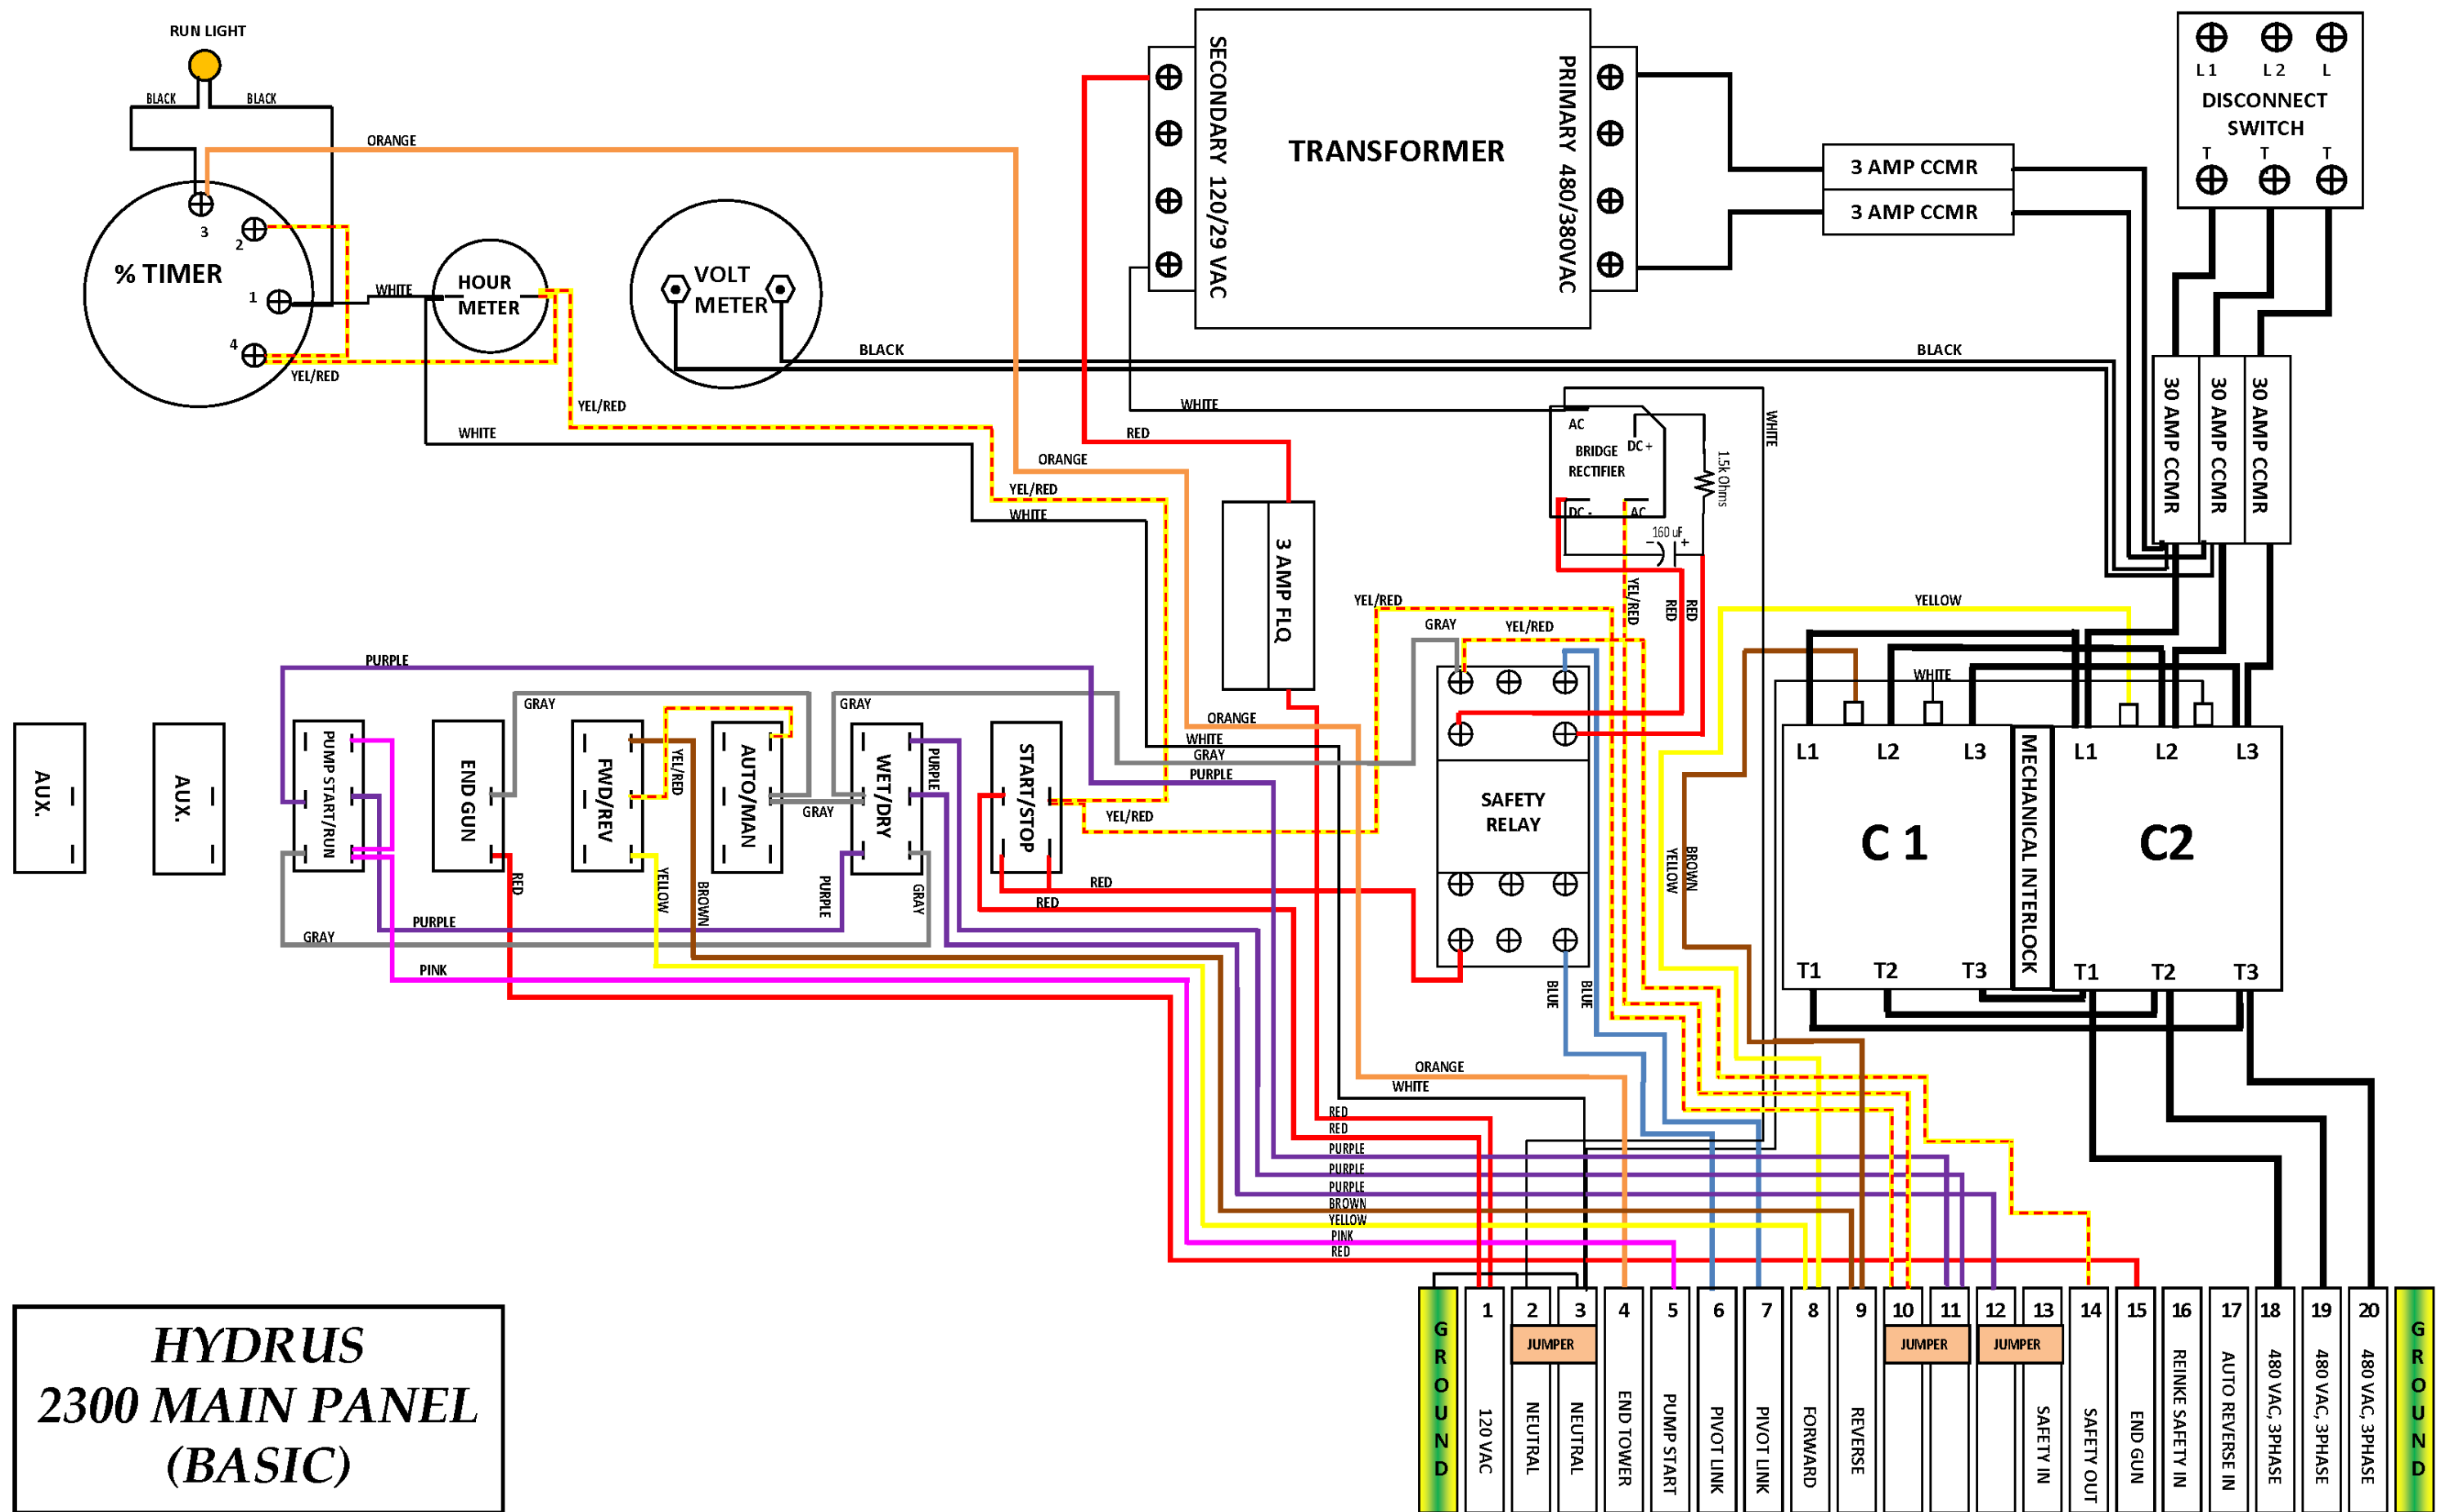 RUN LIGHT
BLACK
BLACK
ORANGE
3
2
% TIMER
1
4
YEL/RED
WHITE
HOUR
METER
VOLT
METER
YEL/RED
WHITE
BLACK
BLACK
SECONDARY 120/29 VAC
TRANSFORMER
PRIMARY 480/380VAC
3 AMP CCMR
3 AMP CCMR
L 1
L 2
L
DISCONNECT
SWITCH
T
T
T
30 AMP CCMR
30 AMP CCMR
30 AMP CCMR
WHITE
RED
ORANGE
YEL/RED
WHITE
3 AMP FLQ
AC
DC +
BRIDGE
RECTIFIER
DC -
AC
1.5k Ohms
160 uF
− +
WHITE
YEL/RED
RED
RED
YEL/RED
GRAY
YEL/RED
YELLOW
WHITE
PURPLE
GRAY
GRAY
ORANGE
WHITE
GRAY
PURPLE
AUX.
AUX.
PUMP START/RUN
END GUN
FWD/REV
YEL/RED
AUTO/MAN
GRAY
WET/DRY
PURPLE
START/STOP
YEL/RED
SAFETY
RELAY
L1
L2
L3
L1
L2
L3
C 1
MECHANICAL INTERLOCK
C2
T1
T2
T3
T1
T2
T3
YELLOW
BROWN
RED
YELLOW
BROWN
PURPLE
GRAY
RED
RED
PURPLE
GRAY
PINK
BLUE
BLUE
ORANGE
WHITE
RED
RED
PURPLE
PURPLE
PURPLE
BROWN
YELLOW
PINK
RED
HYDRUS
2300 MAIN PANEL
(BASIC)
GROUND
1
2
3
4
5
6
7
8
9
10
11
12
13
14
15
16
17
18
19
20
JUMPER
JUMPER
JUMPER
120 VAC
NEUTRAL
NEUTRAL
END TOWER
PUMP START
PIVOT LINK
PIVOT LINK
FORWARD
REVERSE
SAFETY IN
SAFETY OUT
END GUN
REINKE SAFETY IN
AUTO REVERSE IN
480 VAC, 3PHASE
480 VAC, 3PHASE
480 VAC, 3PHASE
GROUND